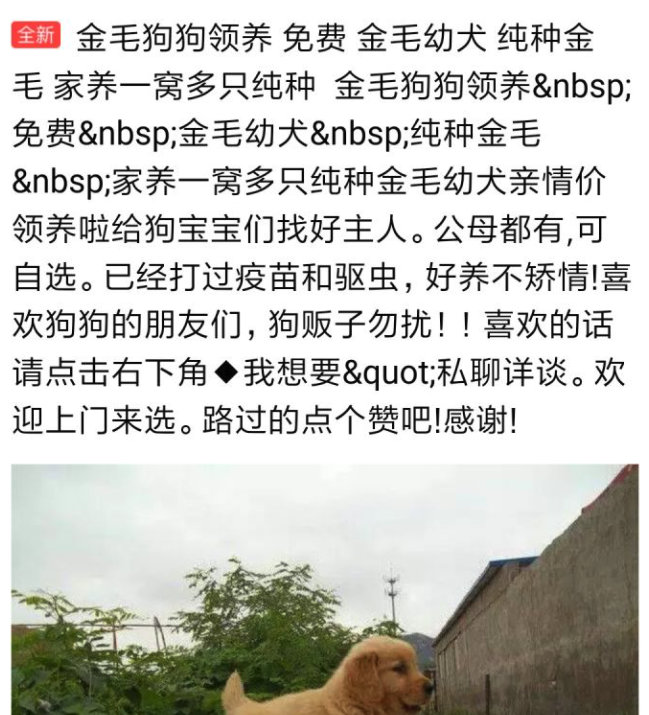 全新 金毛狗狗领养 免费 金毛幼犬 纯种金
毛 家养一窝多只纯种 金毛狗狗领养&nbsp;
免费&nbsp;金毛幼犬&nbsp;纯种金毛
&nbsp;家养一窝多只纯种金毛幼犬亲情价
领养啦给狗宝宝们找好主人。公母都有,可
自选。已经打过疫苗和驱虫，好养不矫情!喜
欢狗狗的朋友们，狗贩子勿扰！！喜欢的话
请点击右下角◆我想要&quot;私聊详谈。欢
迎上门来选。路过的点个赞吧!感谢!